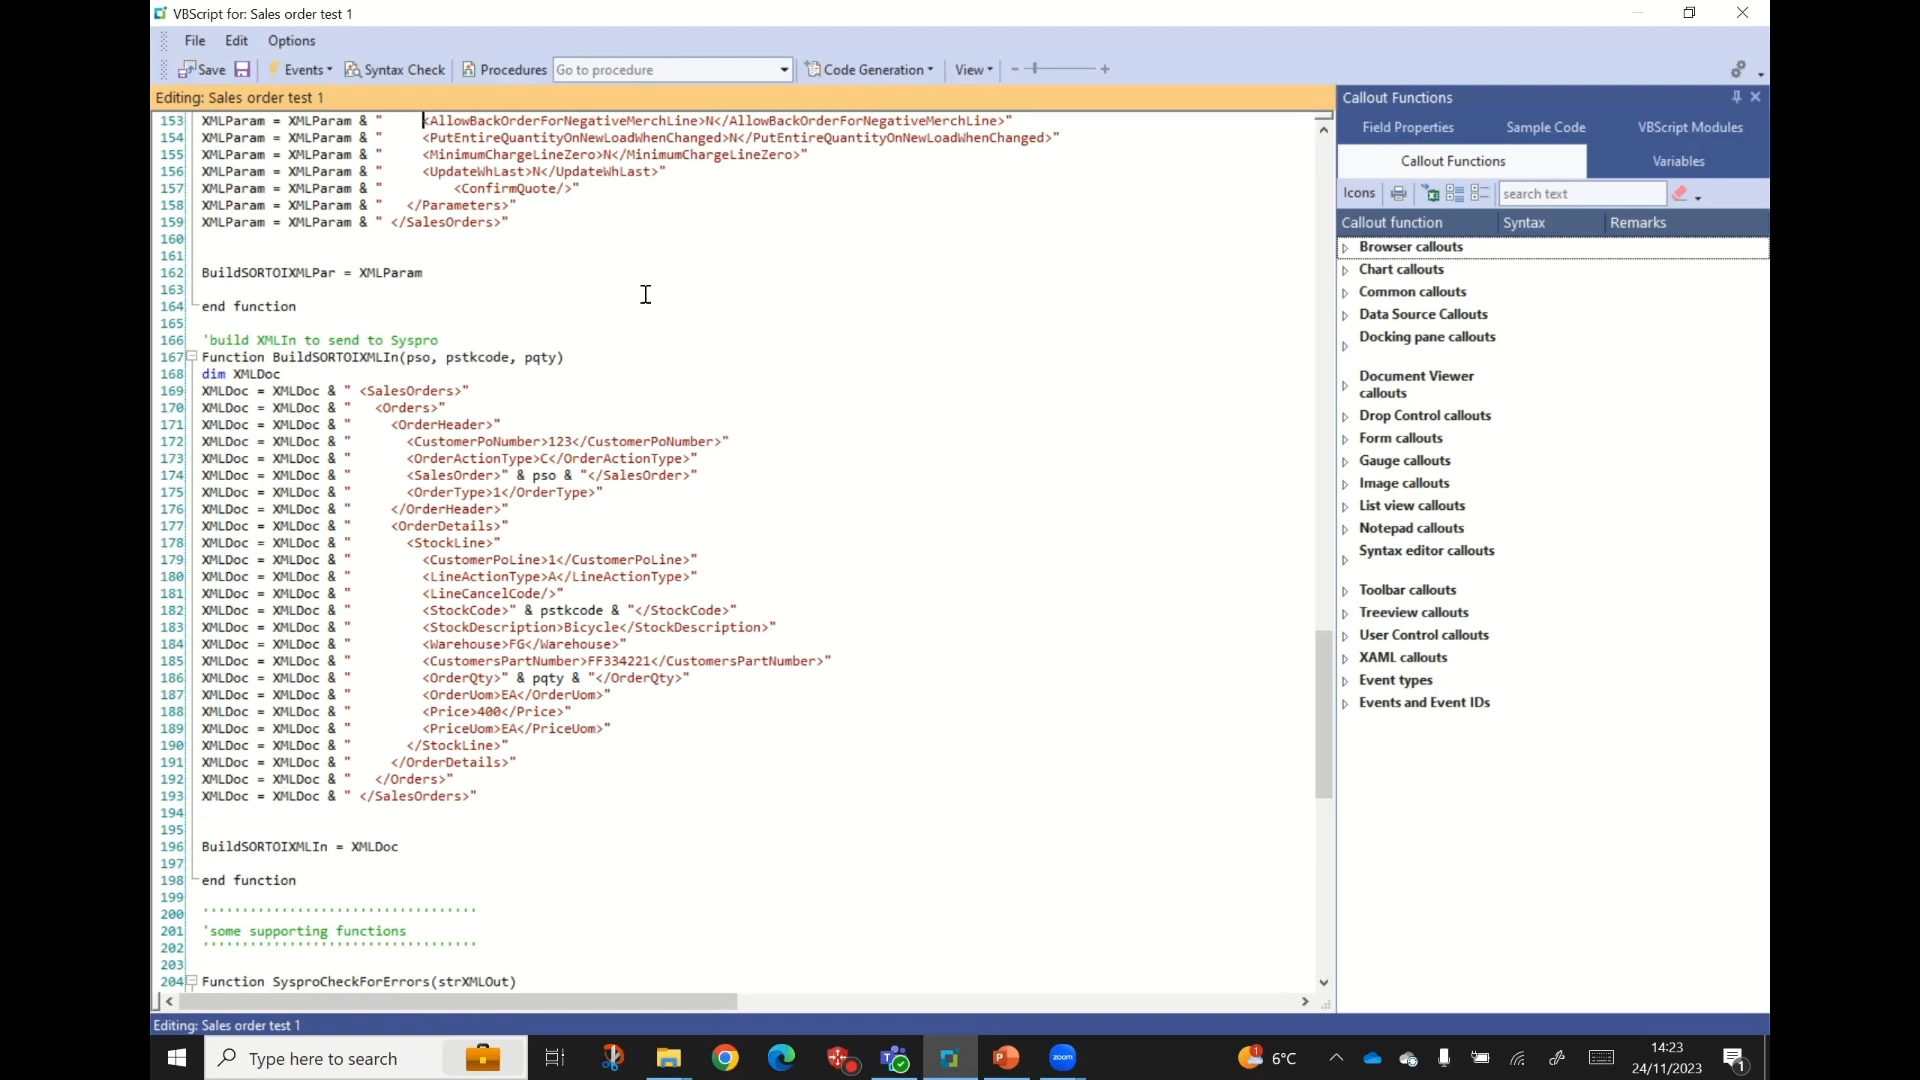 VBScript for: Sales order test 1
File Edit Options
Save Events Syntax Check Procedures Go to procedure Code Generation View - +
Editing: Sales order test 1
153 XMLParam = XMLParam & "     <AllowBackOrderForNegativeMerchLine>N</AllowBackOrderForNegativeMerchLine>"
154 XMLParam = XMLParam & "     <PutEntireQuantityOnNewLoadWhenChanged>N</PutEntireQuantityOnNewLoadWhenChanged>"
155 XMLParam = XMLParam & "     <MinimumChargeLineZero>N</MinimumChargeLineZero>"
156 XMLParam = XMLParam & "     <UpdateWhLast>N</UpdateWhLast>"
157 XMLParam = XMLParam & "         <ConfirmQuote/>"
158 XMLParam = XMLParam & "   </Parameters>"
159 XMLParam = XMLParam & " </SalesOrders>"
160
161
162 BuildSORTOIXMLPar = XMLParam
163
164 end function
165
166 'build XMLIn to send to Syspro
167 Function BuildSORTOIXMLIn(pso, pstkcode, pqty)
168 dim XMLDoc
169 XMLDoc = XMLDoc & " <SalesOrders>"
170 XMLDoc = XMLDoc & "   <Orders>"
171 XMLDoc = XMLDoc & "     <OrderHeader>"
172 XMLDoc = XMLDoc & "       <CustomerPoNumber>123</CustomerPoNumber>"
173 XMLDoc = XMLDoc & "       <OrderActionType>C</OrderActionType>"
174 XMLDoc = XMLDoc & "       <SalesOrder>" & pso & "</SalesOrder>"
175 XMLDoc = XMLDoc & "       <OrderType>1</OrderType>"
176 XMLDoc = XMLDoc & "     </OrderHeader>"
177 XMLDoc = XMLDoc & "     <OrderDetails>"
178 XMLDoc = XMLDoc & "       <StockLine>"
179 XMLDoc = XMLDoc & "         <CustomerPoLine>1</CustomerPoLine>"
180 XMLDoc = XMLDoc & "         <LineActionType>A</LineActionType>"
181 XMLDoc = XMLDoc & "         <LineCancelCode/>"
182 XMLDoc = XMLDoc & "         <StockCode>" & pstkcode & "</StockCode>"
183 XMLDoc = XMLDoc & "         <StockDescription>Bicycle</StockDescription>"
184 XMLDoc = XMLDoc & "         <Warehouse>FG</Warehouse>"
185 XMLDoc = XMLDoc & "         <CustomersPartNumber>FF334221</CustomersPartNumber>"
186 XMLDoc = XMLDoc & "         <OrderQty>" & pqty & "</OrderQty>"
187 XMLDoc = XMLDoc & "         <OrderUom>EA</OrderUom>"
188 XMLDoc = XMLDoc & "         <Price>400</Price>"
189 XMLDoc = XMLDoc & "         <PriceUom>EA</PriceUom>"
190 XMLDoc = XMLDoc & "       </StockLine>"
191 XMLDoc = XMLDoc & "     </OrderDetails>"
192 XMLDoc = XMLDoc & "   </Orders>"
193 XMLDoc = XMLDoc & " </SalesOrders>"
194
195
196 BuildSORTOIXMLIn = XMLDoc
197
198 end function
199
200 '''''''''''''''''''''''''''''''''''
201 'some supporting functions
202 '''''''''''''''''''''''''''''''''''
203
204 Function SysproCheckForErrors(strXMLOut)
Editing: Sales order test 1
Callout Functions
Field Properties Sample Code VBScript Modules
Callout Functions Variables
Icons search text
Callout function Syntax Remarks
Browser callouts
Chart callouts
Common callouts
Data Source Callouts
Docking pane callouts
Document Viewer
callouts
Drop Control callouts
Form callouts
Gauge callouts
Image callouts
List view callouts
Notepad callouts
Syntax editor callouts
Toolbar callouts
Treeview callouts
User Control callouts
XAML callouts
Event types
Events and Event IDs
Type here to search
zoom
1
6°C
14:23
24/11/2023
1